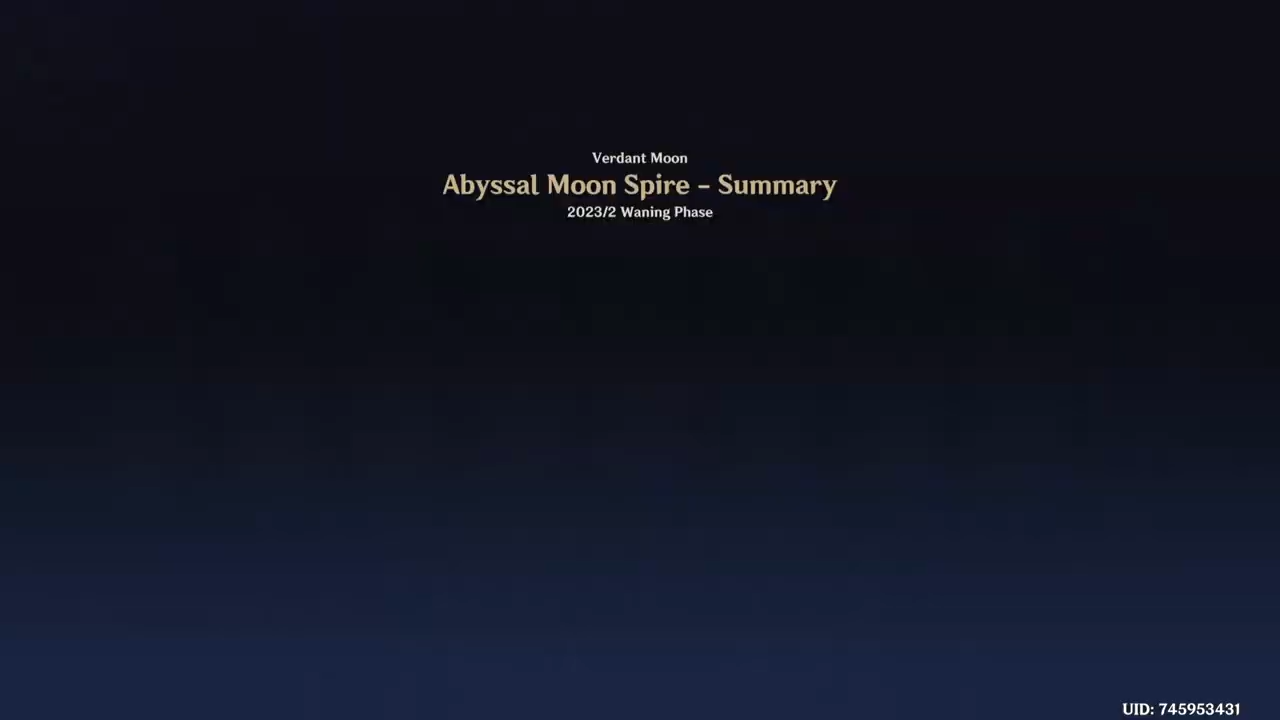 Verdant Moon
Abyssal Moon Spire – Summary
2023/2 Waning Phase
UID: 745953431